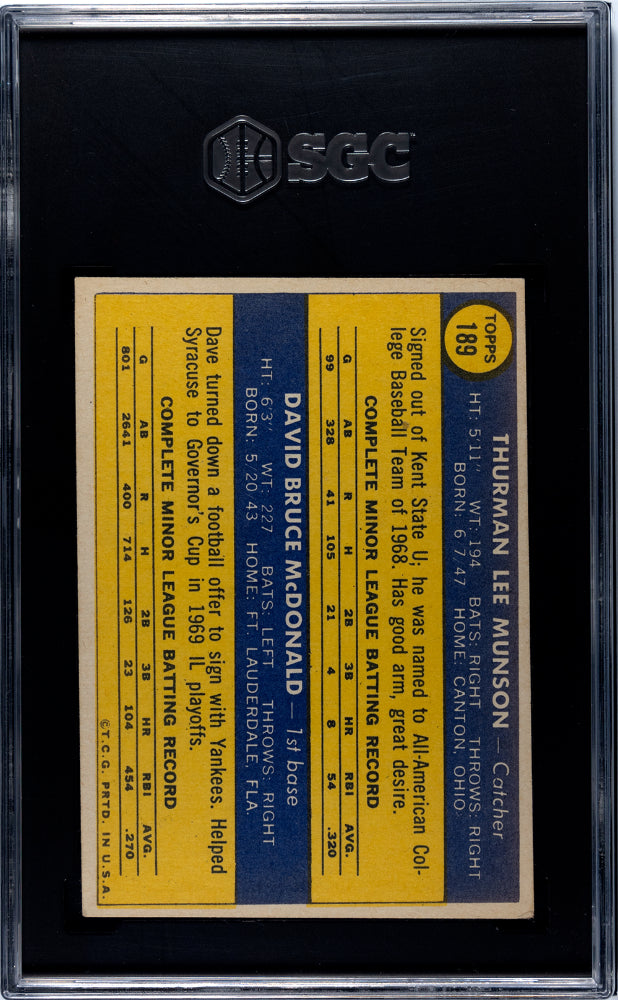 SGC
TOPPS
189
THURMAN LEE MUNSON — Catcher
HT: 5'11" WT: 194 BATS: RIGHT THROWS: RIGHT
BORN: 6 7 47 HOME: CANTON, OHIO
Signed out of Kent State U; he was named to All-American Col-
lege Baseball Team of 1968. Has good arm, great desire.
COMPLETE MINOR LEAGUE BATTING RECORD
G AB R H 2B 3B HR RBI AVG.
99 328 41 105 21 4 8 54 .320
DAVID BRUCE McDONALD — 1st base
HT: 6'3" WT: 227 BATS: LEFT THROWS: RIGHT
BORN: 5 20 43 HOME: FT. LAUDERDALE, FLA.
Dave turned down a football offer to sign with Yankees. Helped
Syracuse to Governor's Cup in 1969 IL playoffs.
COMPLETE MINOR LEAGUE BATTING RECORD
G AB R H 2B 3B HR RBI AVG.
801 2641 400 714 126 23 104 454 .270
©T.C.G. PRTD. IN U.S.A.